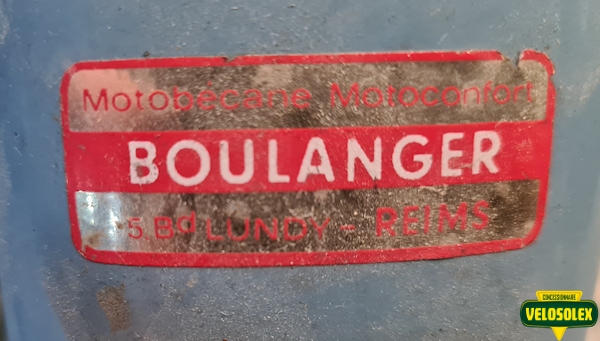 Motobécane Motoconfort
BOULANGER
5 Bd LUNDY - REIMS
CONCESSIONNAIRE
VELOSOLEX